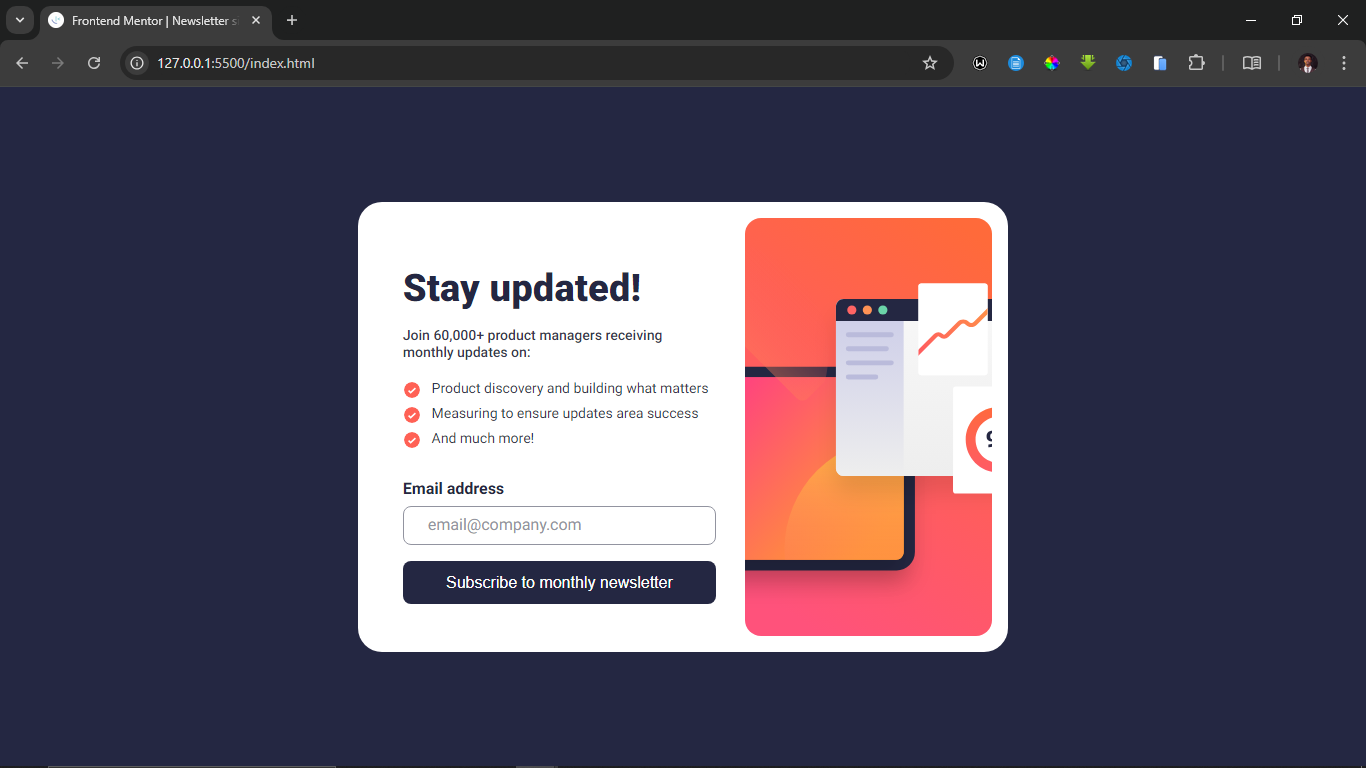 Frontend Mentor | Newsletter si
127.0.0.1:5500/index.html
Stay updated!
Join 60,000+ product managers receiving
monthly updates on:
Product discovery and building what matters
Measuring to ensure updates area success
And much more!
Email address
email@company.com
Subscribe to monthly newsletter
9